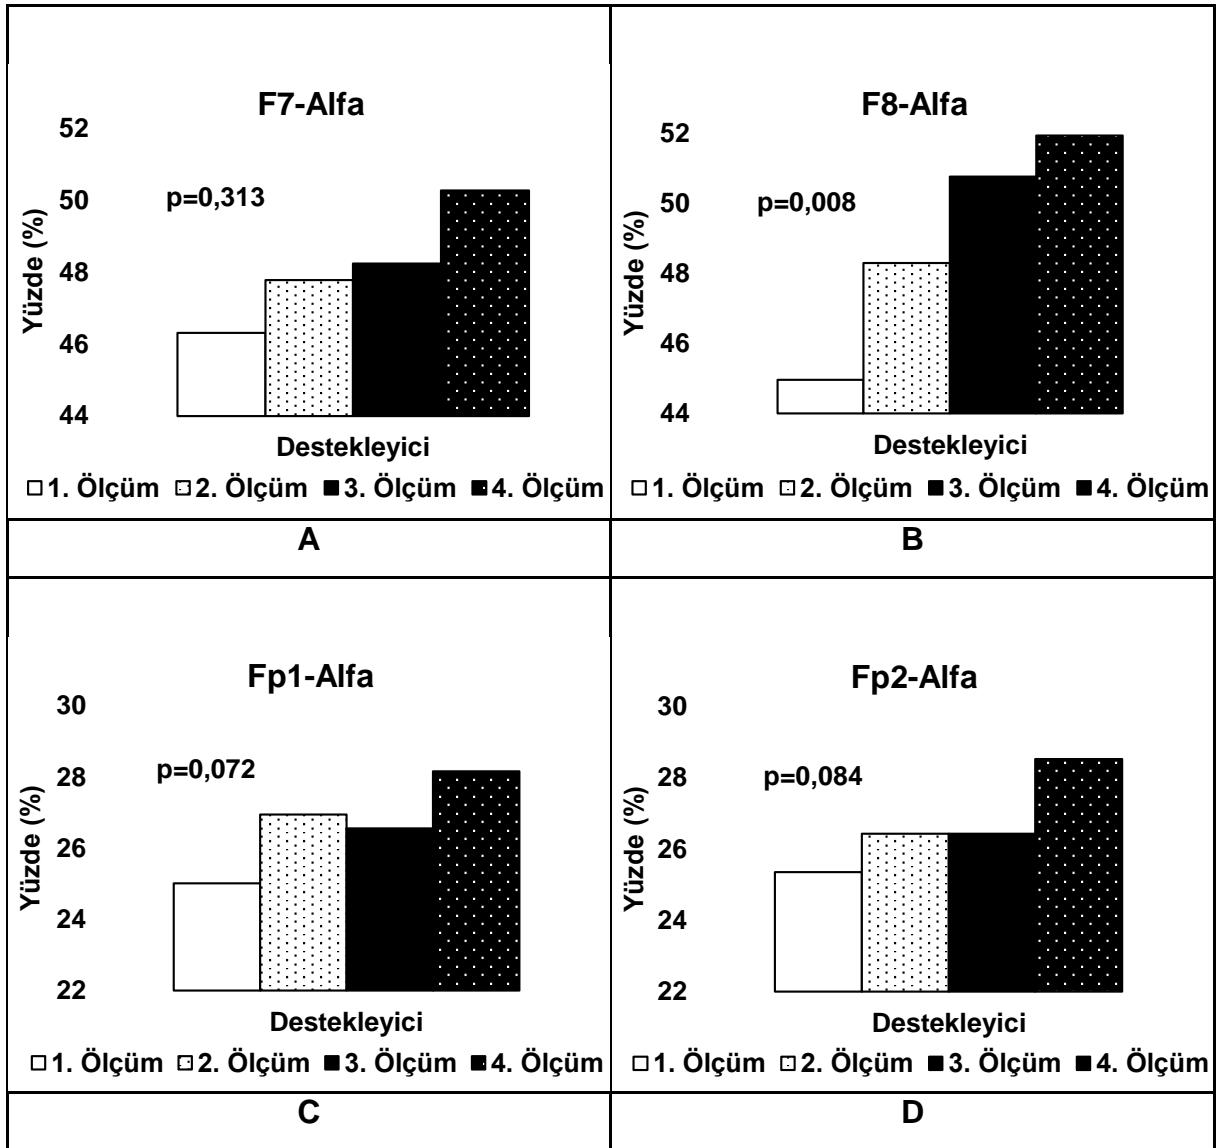 F7-Alfa
52
50
48
46
44
Yüzde (%)
p=0,313
Destekleyici
1. Ölçüm 2. Ölçüm 3. Ölçüm 4. Ölçüm
A
F8-Alfa
52
50
48
46
44
Yüzde (%)
p=0,008
Destekleyici
1. Ölçüm 2. Ölçüm 3. Ölçüm 4. Ölçüm
B
Fp1-Alfa
30
28
26
24
22
Yüzde (%)
p=0,072
Destekleyici
1. Ölçüm 2. Ölçüm 3. Ölçüm 4. Ölçüm
C
Fp2-Alfa
30
28
26
24
22
Yüzde (%)
p=0,084
Destekleyici
1. Ölçüm 2. Ölçüm 3. Ölçüm 4. Ölçüm
D